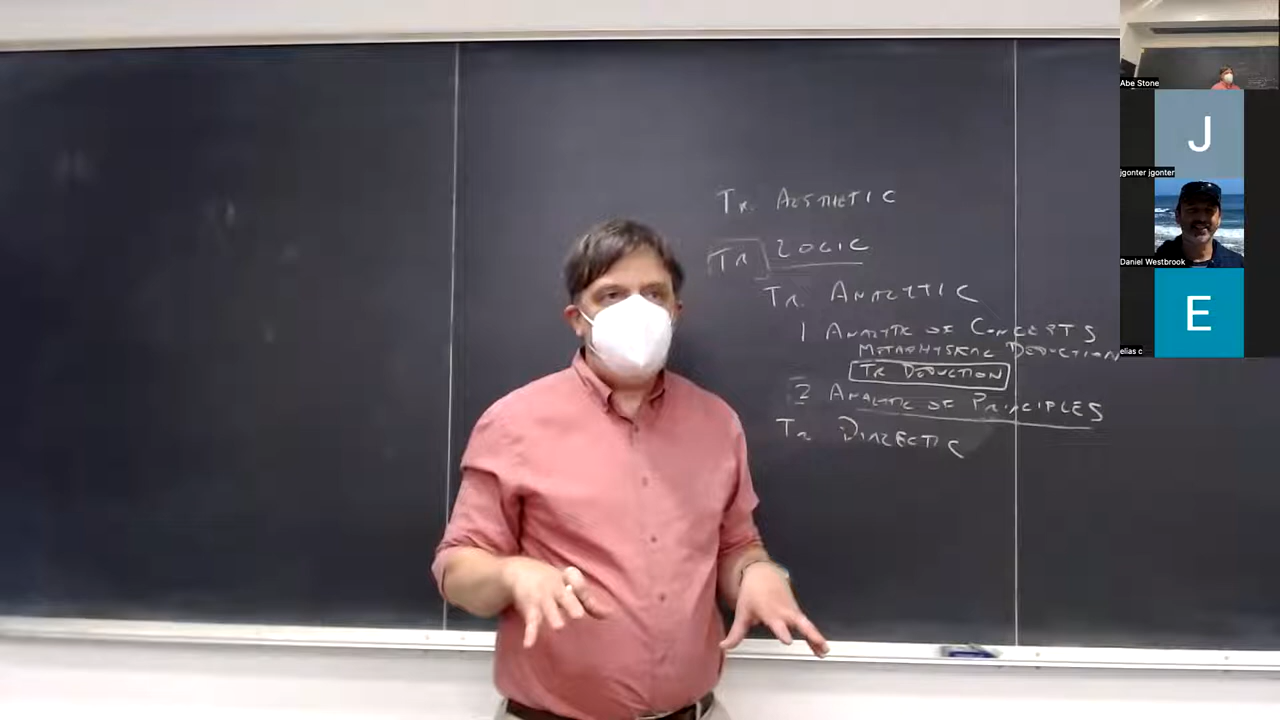 Tr. AESTHETIC
Tr LOGIC
Tr. ANALYTIC
1 ANALYTIC OF CONCEPTS
METAPHYSICAL DEDUCTION
Tr DEDUCTION
2 ANALYTIC OF PRINCIPLES
Tr DIALECTIC
Abe Stone
J
jgonter jgonter
Daniel Westbrook
E
elias c